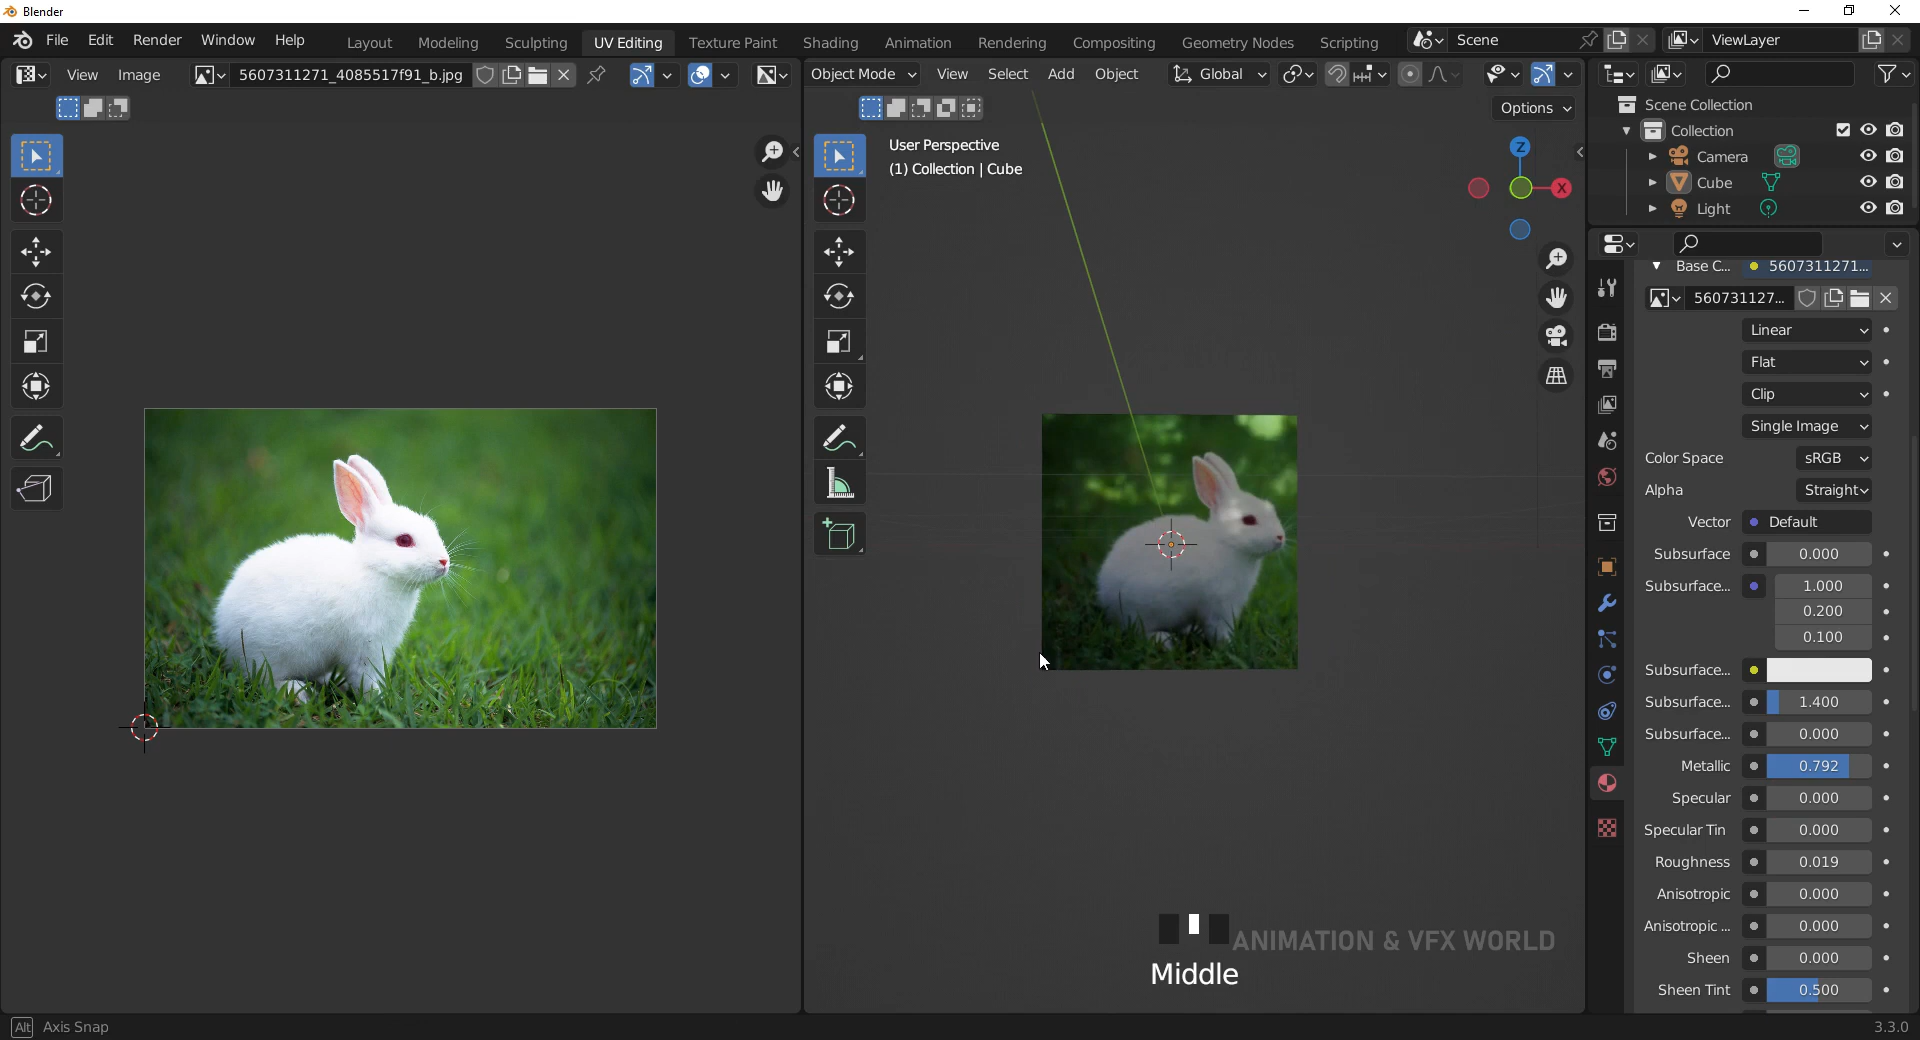 Blender
File Edit Render Window Help Layout Modeling Sculpting UV Editing Texture Paint Shading Animation Rendering Compositing Geometry Nodes Scripting Scene ViewLayer
View Image 5607311271_4085517f91_b.jpg Object Mode View Select Add Object Global
Options
User Perspective
(1) Collection | Cube
Z
X
Scene Collection
Collection
Camera
Cube
Light
Base C... 5607311271...
560731127...
Linear
Flat
Clip
Single Image
Color Space sRGB
Alpha Straight
Vector Default
Subsurface 0.000
Subsurface... 1.000
0.200
0.100
Subsurface...
Subsurface... 1.400
Subsurface... 0.000
Metallic 0.792
Specular 0.000
Specular Tin 0.000
Roughness 0.019
Anisotropic 0.000
Anisotropic ... 0.000
Sheen 0.000
Sheen Tint 0.500
ANIMATION & VFX WORLD
Middle
Alt Axis Snap
3.3.0